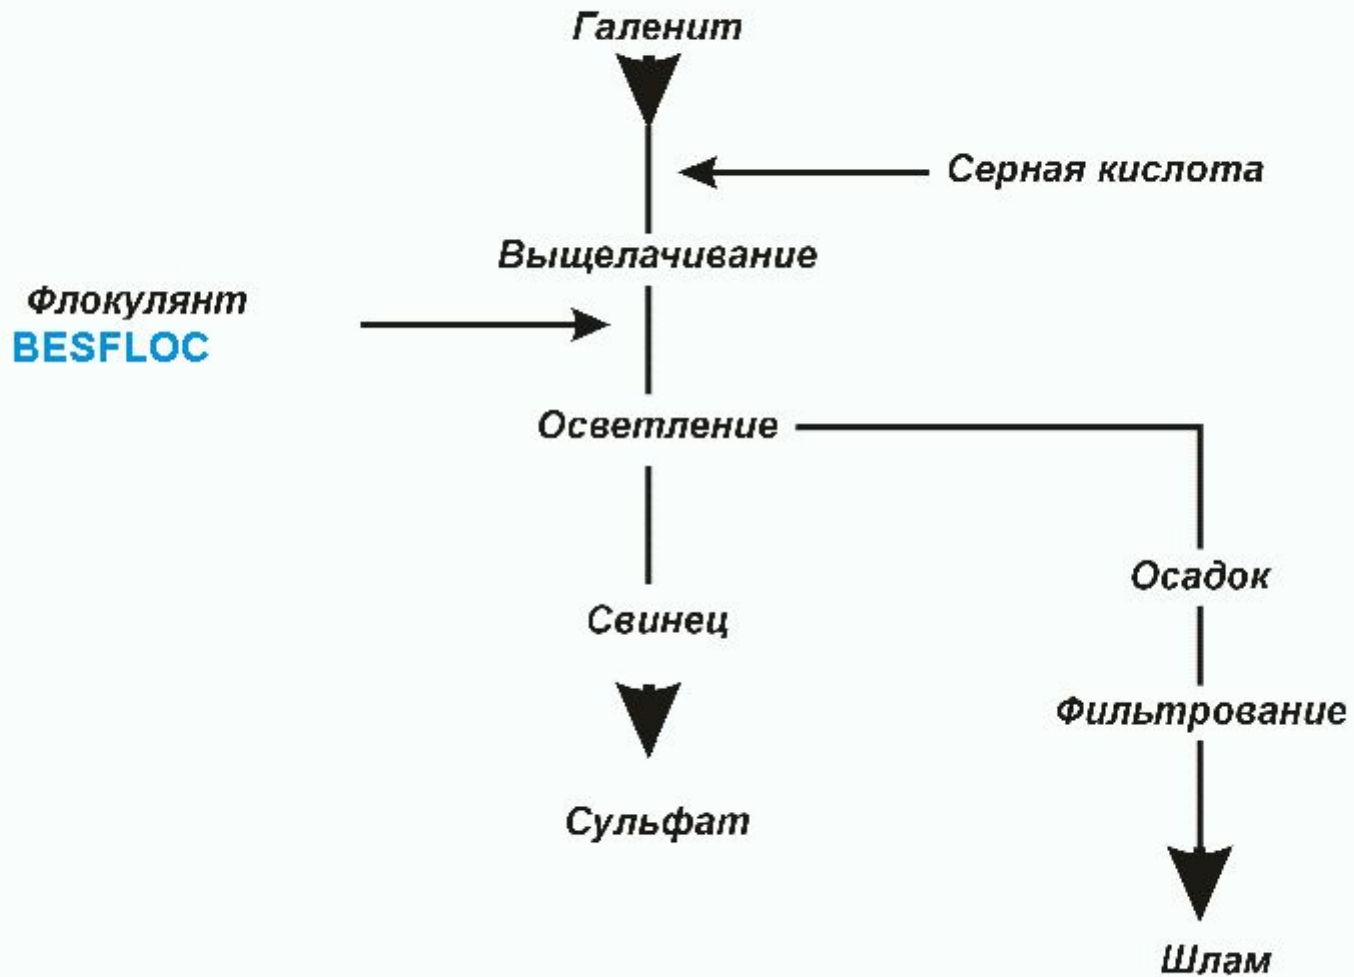 Галенит
Серная кислота
Выщелачивание
Флокулянт
BESFLOC
Осветление
Осадок
Свинец
Фильтрование
Сульфат
Шлам